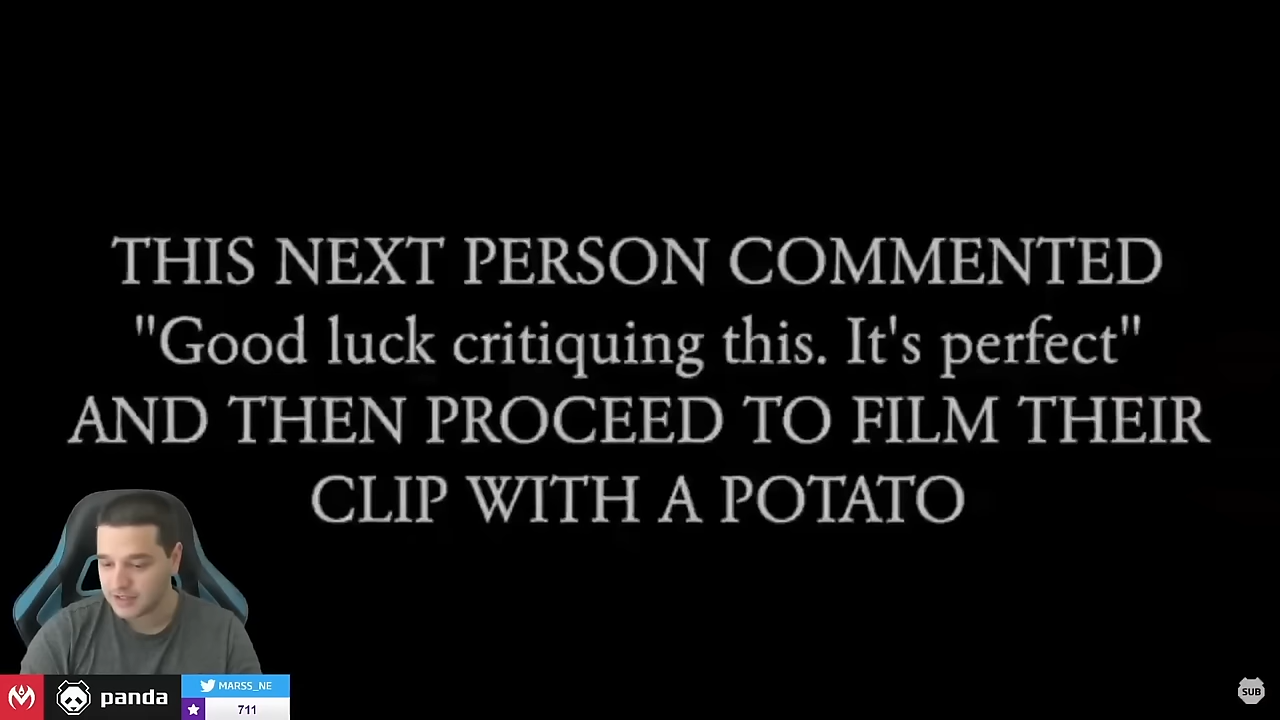 THIS NEXT PERSON COMMENTED
"Good luck critiquing this. It's perfect"
AND THEN PROCEED TO FILM THEIR
CLIP WITH A POTATO
panda
MARSS_NE
711
SUB